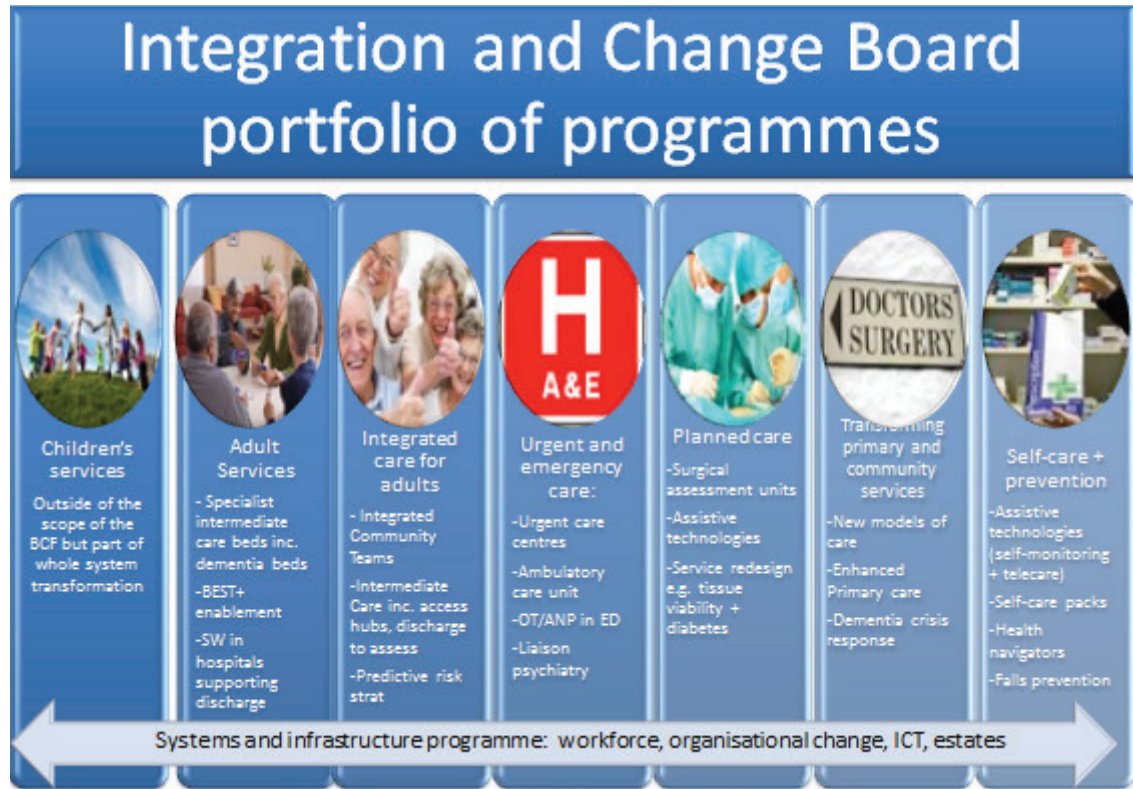 Integration and Change Board
portfolio of programmes
Children's
services
Outside of the
scope of the
BCF but part of
whole system
transformation
Adult
Services
- Specialist
intermediate
care beds inc.
dementia beds
-BEST+
enablement
-SW in
hospitals
supporting
discharge
Integrated
care for
adults
- Integrated
Community
Teams
-Intermediate
Care inc. access
hubs, discharge
to assess
-Predictive risk
strat
H
A&E
Urgent and
emergency
care:
-Urgent care
centres
-Ambulatory
care unit
-OT/ANP in ED
-Liaison
psychiatry
Planned care
-Surgical
assessment units
-Assistive
technologies
-Service redesign
e.g. tissue
viability +
diabetes
DOCTORS
SURGERY
Transforming
primary and
community
services
-New models of
care
-Enhanced
Primary care
-Dementia crisis
response
Self-care +
prevention
-Assistive
technologies
(self-monitoring
+ telecare)
-Self-care packs
-Health
navigators
-Falls prevention
Systems and infrastructure programme: workforce, organisational change, ICT, estates